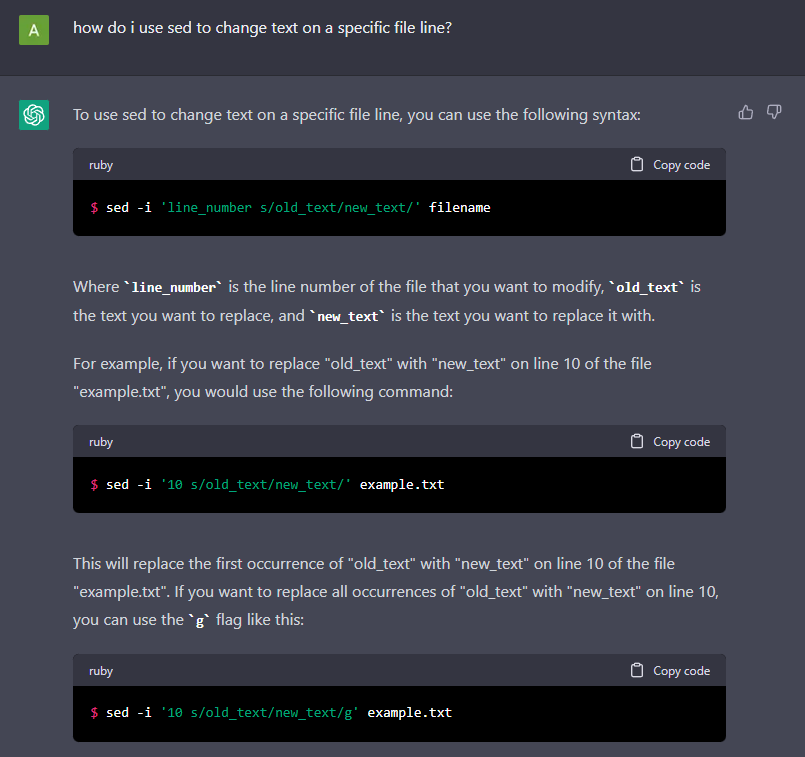 A
how do i use sed to change text on a specific file line?
To use sed to change text on a specific file line, you can use the following syntax:
ruby
Copy code
$ sed -i 'line_number s/old_text/new_text/' filename
Where `line_number` is the line number of the file that you want to modify, `old_text` is
the text you want to replace, and `new_text` is the text you want to replace it with.
For example, if you want to replace "old_text" with "new_text" on line 10 of the file
"example.txt", you would use the following command:
ruby
Copy code
$ sed -i '10 s/old_text/new_text/' example.txt
This will replace the first occurrence of "old_text" with "new_text" on line 10 of the file
"example.txt". If you want to replace all occurrences of "old_text" with "new_text" on line 10,
you can use the `g` flag like this:
ruby
Copy code
$ sed -i '10 s/old_text/new_text/g' example.txt